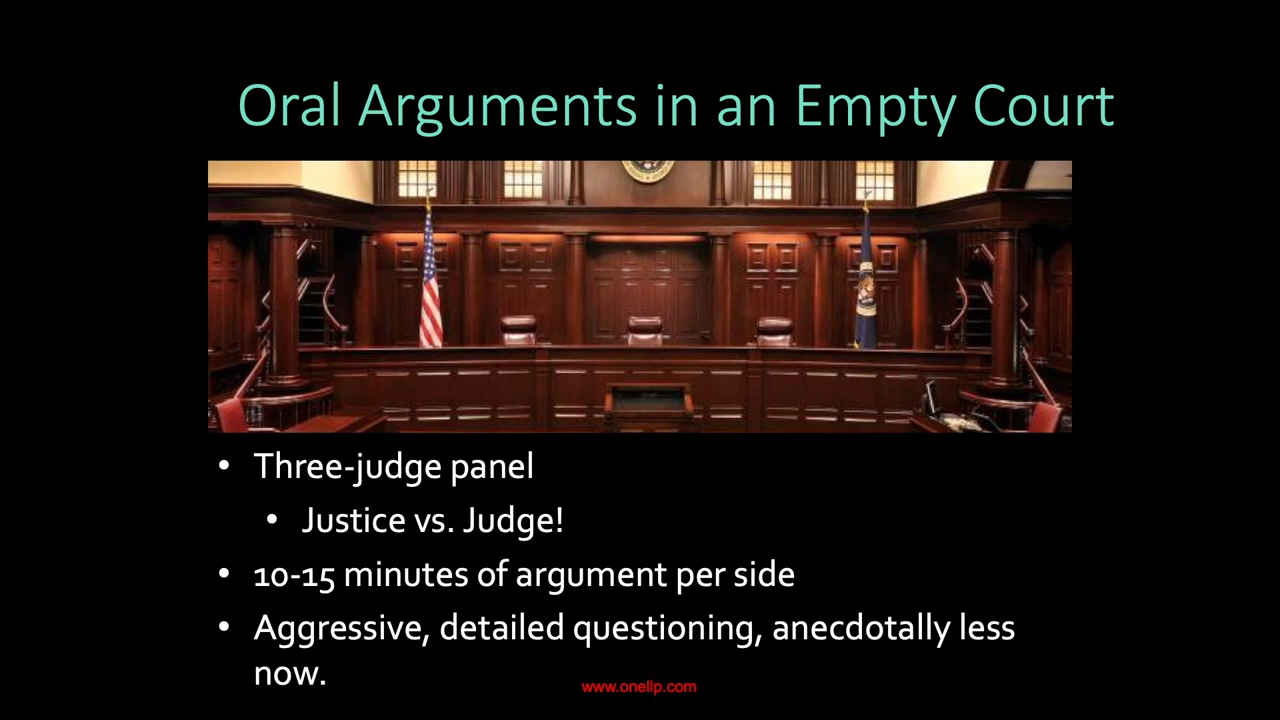 Oral Arguments in an Empty Court
• Three-judge panel
• Justice vs. Judge!
• 10-15 minutes of argument per side
• Aggressive, detailed questioning, anecdotally less
now.
www.onellp.com